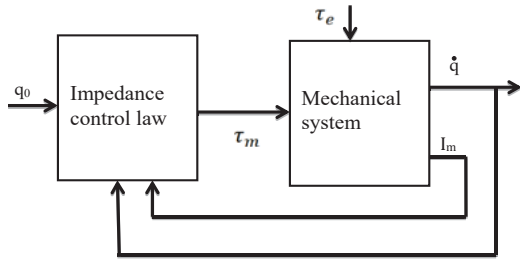 τₑ
q̇
q₀
Impedance
control law
Mechanical
system
τₘ
Iₘ